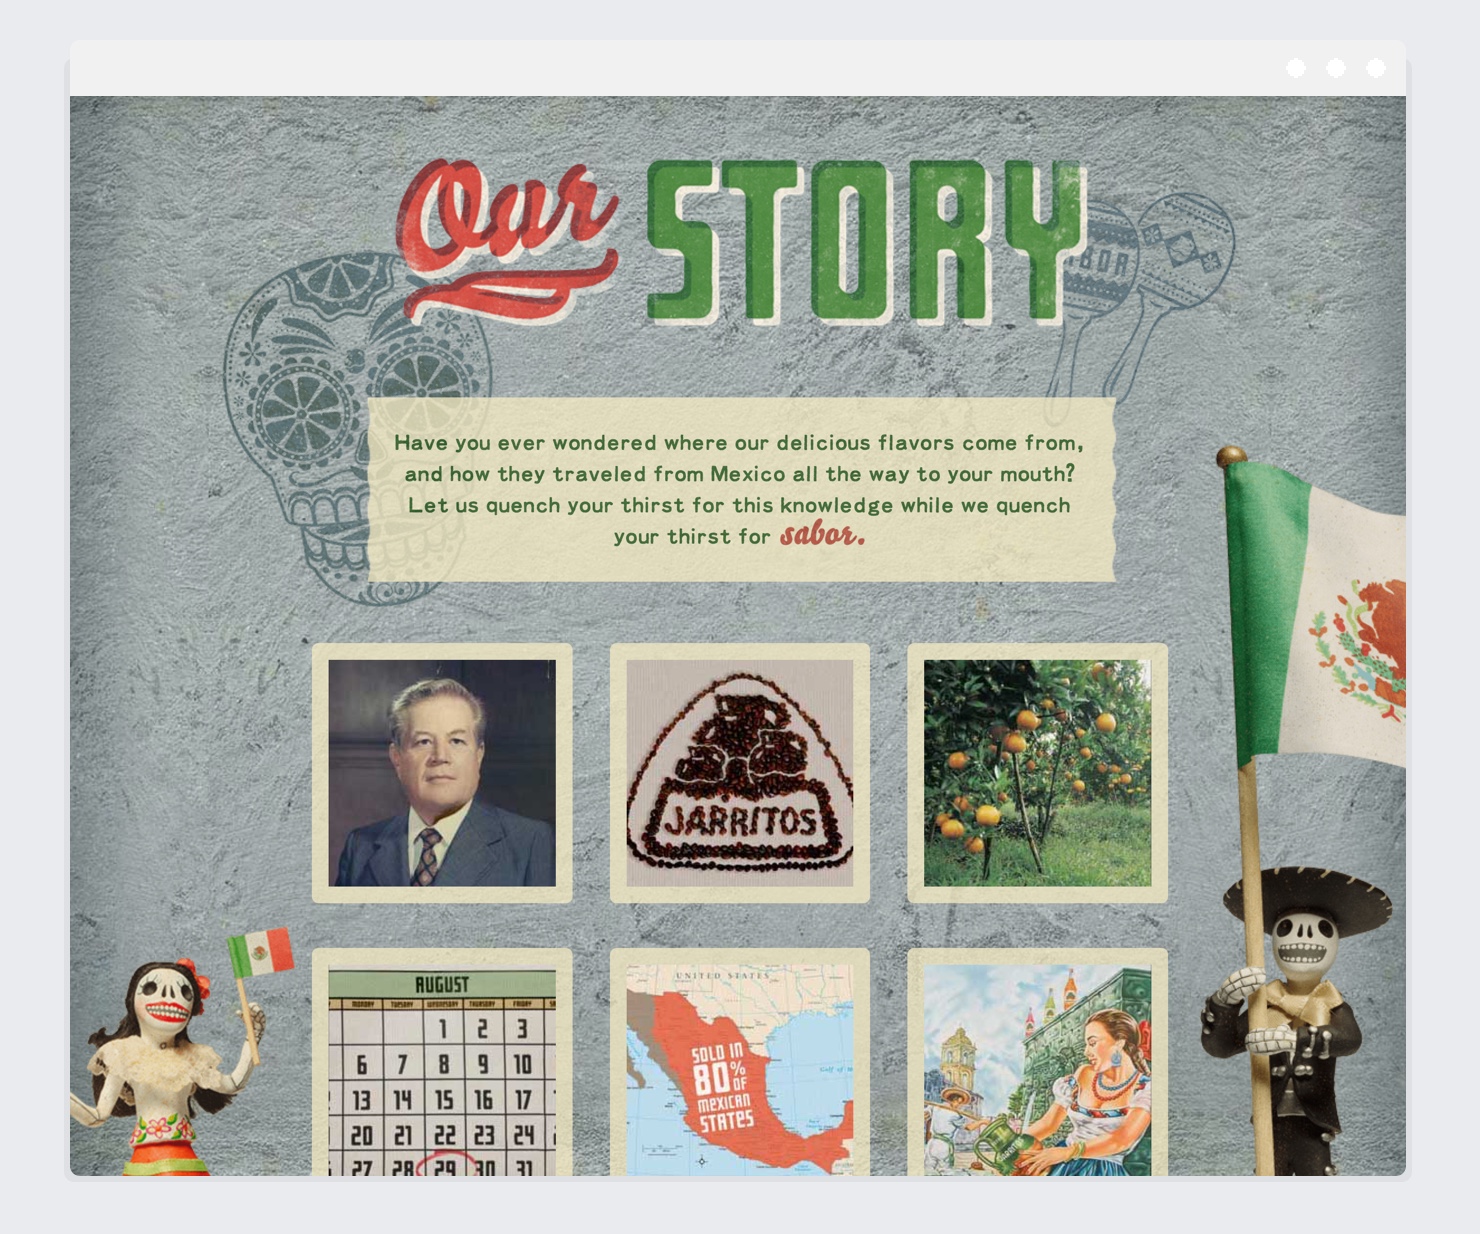 Our STORY
Have you ever wondered where our delicious flavors come from,
and how they traveled from Mexico all the way to your mouth?
Let us quench your thirst for this knowledge while we quench
your thirst for sabor.
JARRITOS
AUGUST
MONDAY TUESDAY WEDNESDAY THURSDAY FRIDAY
1 2 3
6 7 8 9 10
13 14 15 16 17
20 21 22 23 24
27 28 29 30 31
UNITED STATES
SOLD IN
80% OF
MEXICAN
STATES
Gulf of